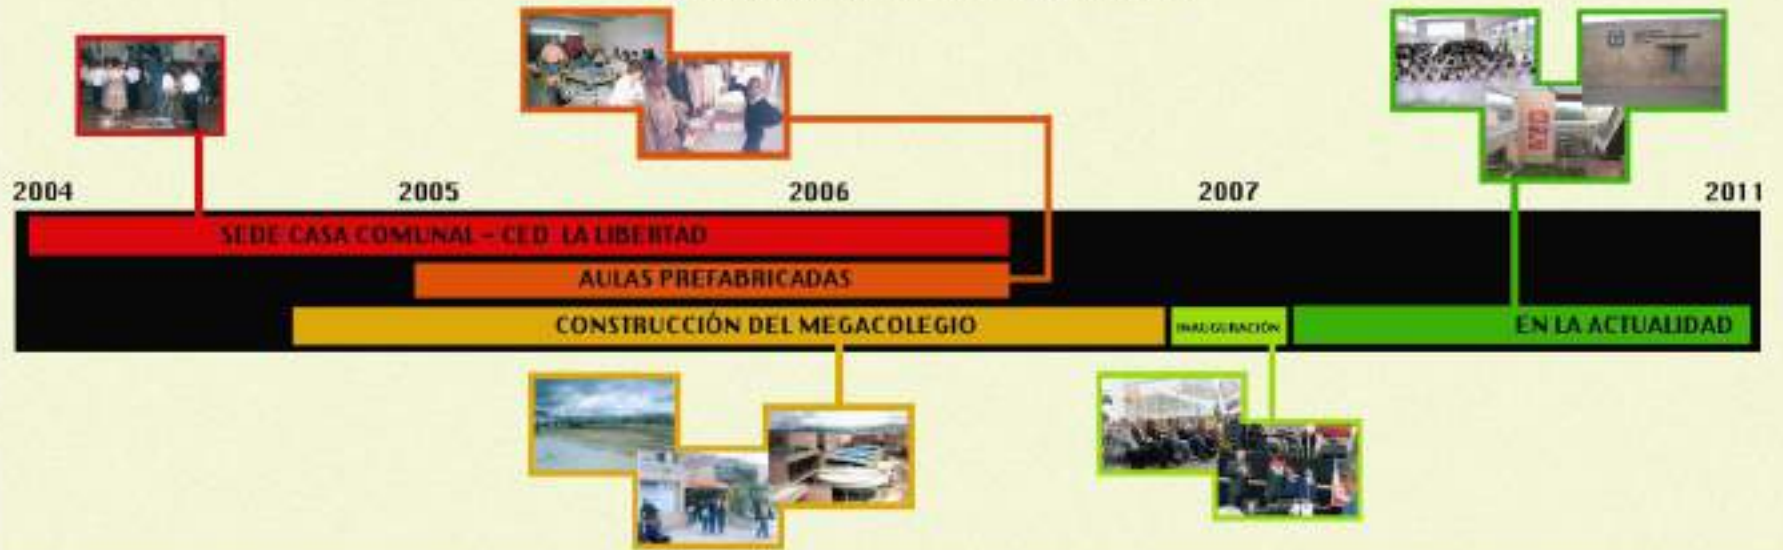 2004
2005
2006
2007
2011
SEDE CASA COMUNAL - CED LA LIBERTAD
AULAS PREFABRICADAS
CONSTRUCCIÓN DEL MEGACOLEGIO
INAUGURACIÓN
EN LA ACTUALIDAD